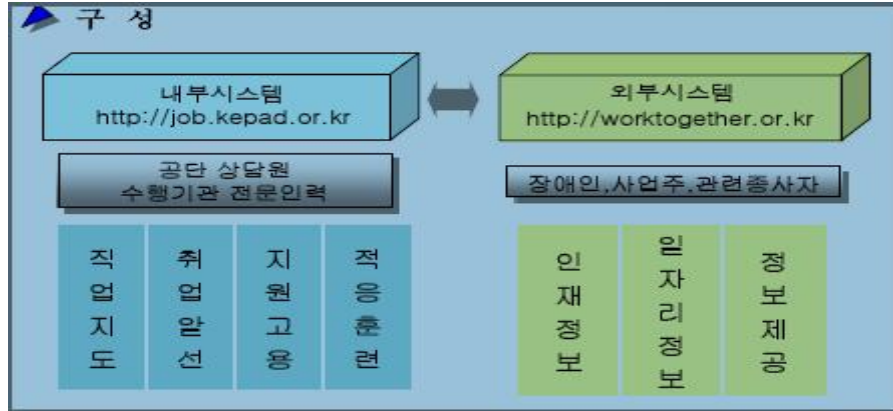 구 성
내부시스템
http://job.kepad.or.kr
외부시스템
http://worktogether.or.kr
공단 상담원
수행기관 전문인력
장애인,사업주,관련종사자
직업지도
취업알선
지원고용
적응훈련
인재정보
일자리정보
정보제공